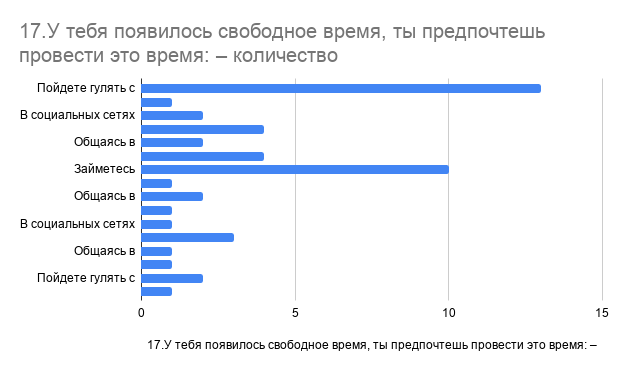 17.У тебя появилось свободное время, ты предпочтешь
провести это время: – количество
Пойдете гулять с
В социальных сетях
Общаясь в
Займетесь
Общаясь в
В социальных сетях
Общаясь в
Пойдете гулять с
0 5 10 15
17.У тебя появилось свободное время, ты предпочтешь провести это время: –